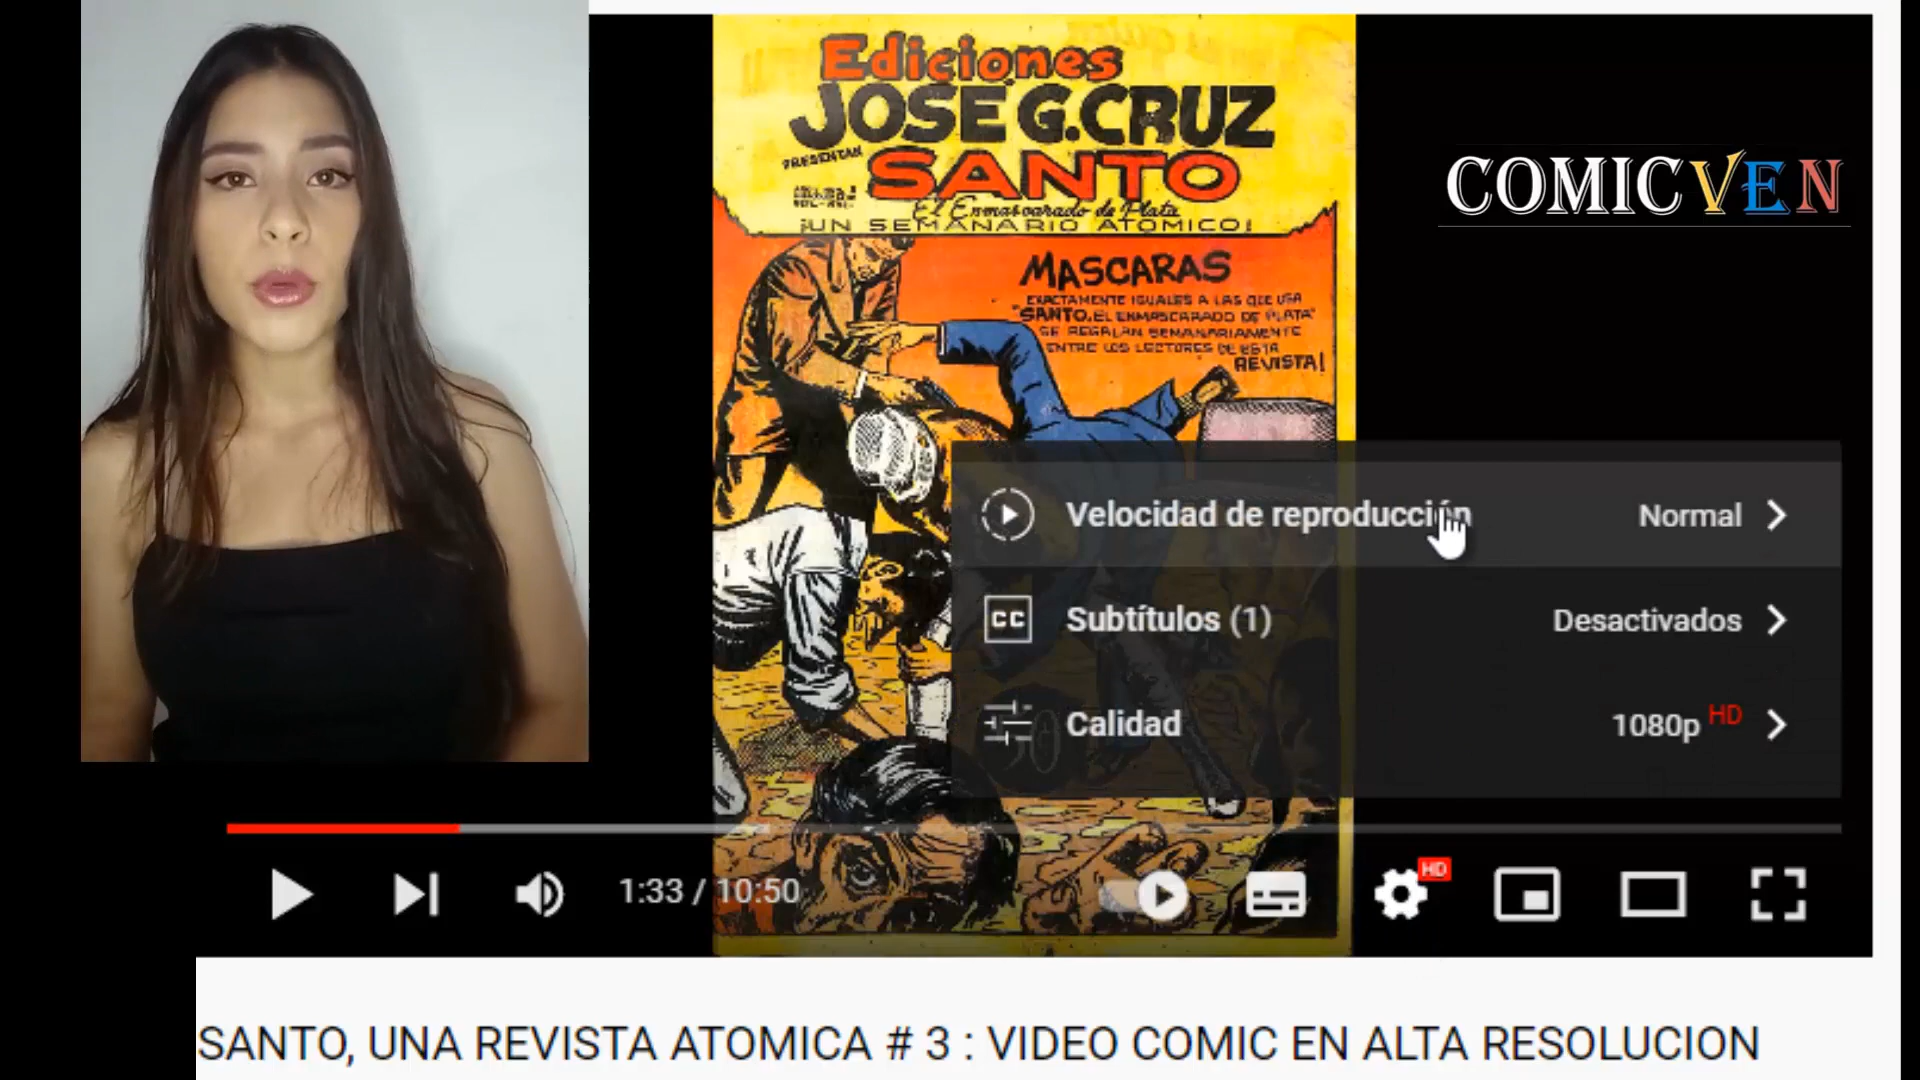 Ediciones
JOSE G. CRUZ
PRESENTAN
SANTO
El Enmascarado de Plata
¡UN SEMANARIO ATOMICO!
COMICVEN
MASCARAS
EXACTAMENTE IGUALES A LAS QUE USA
"SANTO, EL ENMASCARADO DE PLATA"
SE REGALAN SEMANARIAMENTE
ENTRE LOS LECTORES DE ESTA
REVISTA!
Velocidad de reproducción Normal
CC Subtítulos (1) Desactivados
Calidad 1080p HD
1:33 / 10:50 HD
SANTO, UNA REVISTA ATOMICA # 3 : VIDEO COMIC EN ALTA RESOLUCION